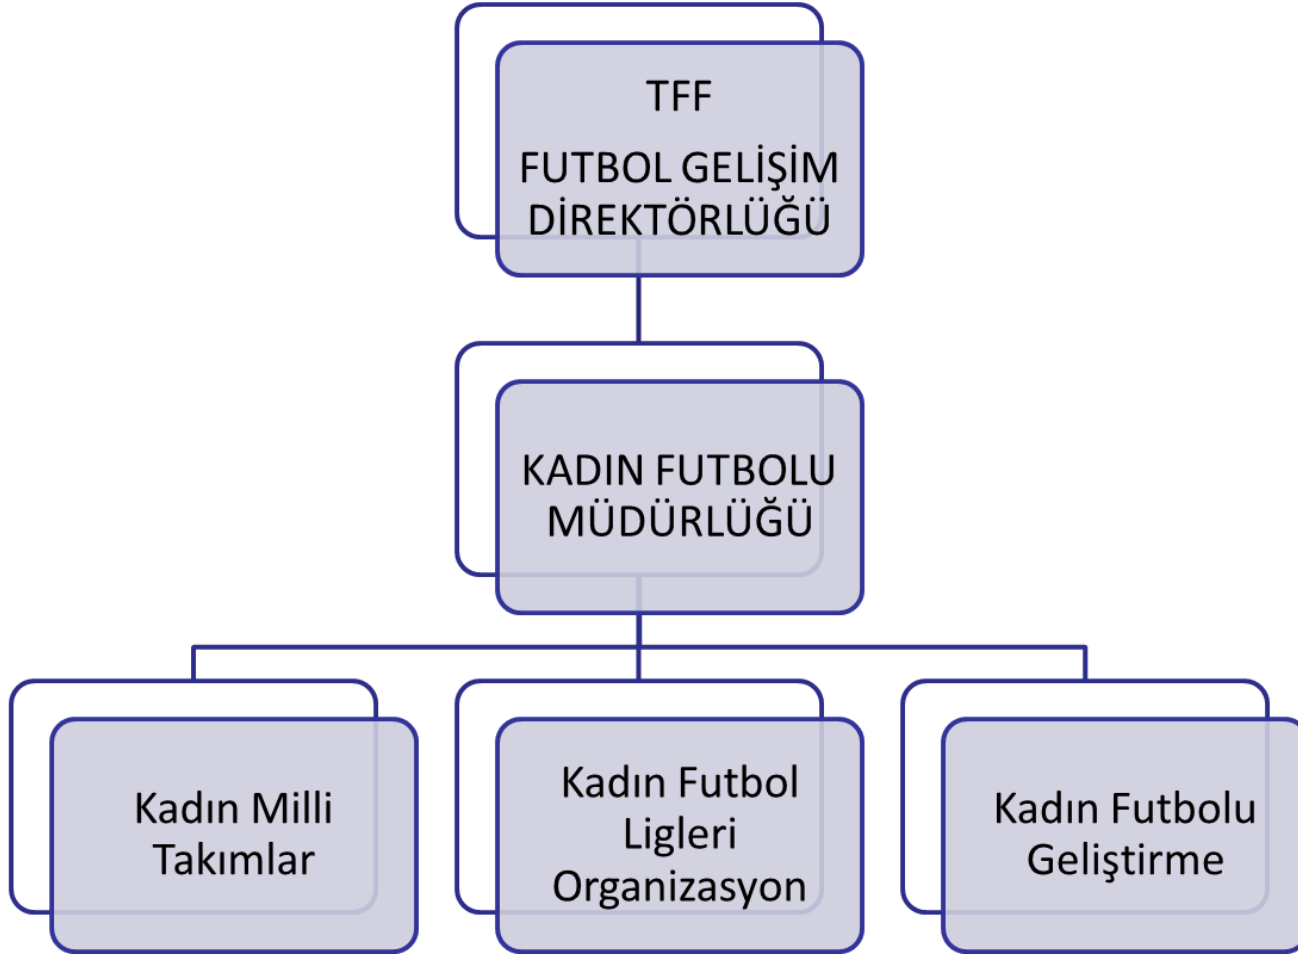 TFF
FUTBOL GELİŞİM
DİREKTÖRLÜĞÜ
KADIN FUTBOLU
MÜDÜRLÜĞÜ
Kadın Milli
Takımlar
Kadın Futbol
Ligleri
Organizasyon
Kadın Futbolu
Geliştirme